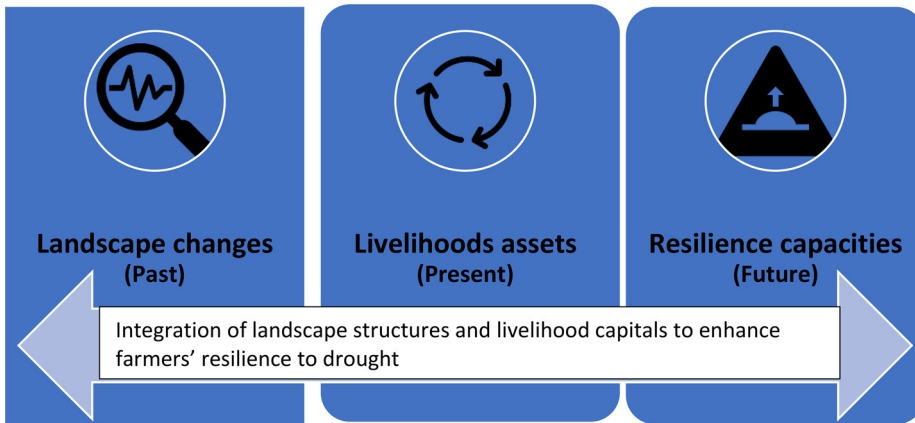 Landscape changes
(Past)
Livelihoods assets
(Present)
Resilience capacities
(Future)
Integration of landscape structures and livelihood capitals to enhance
farmers’ resilience to drought